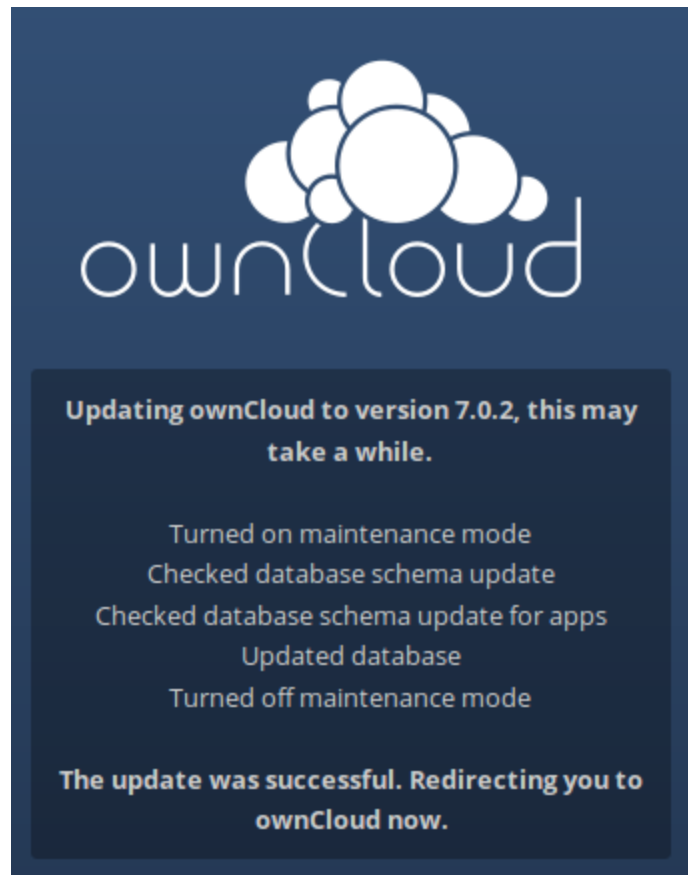 ownCloud
Updating ownCloud to version 7.0.2, this may
take a while.
Turned on maintenance mode
Checked database schema update
Checked database schema update for apps
Updated database
Turned off maintenance mode
The update was successful. Redirecting you to
ownCloud now.